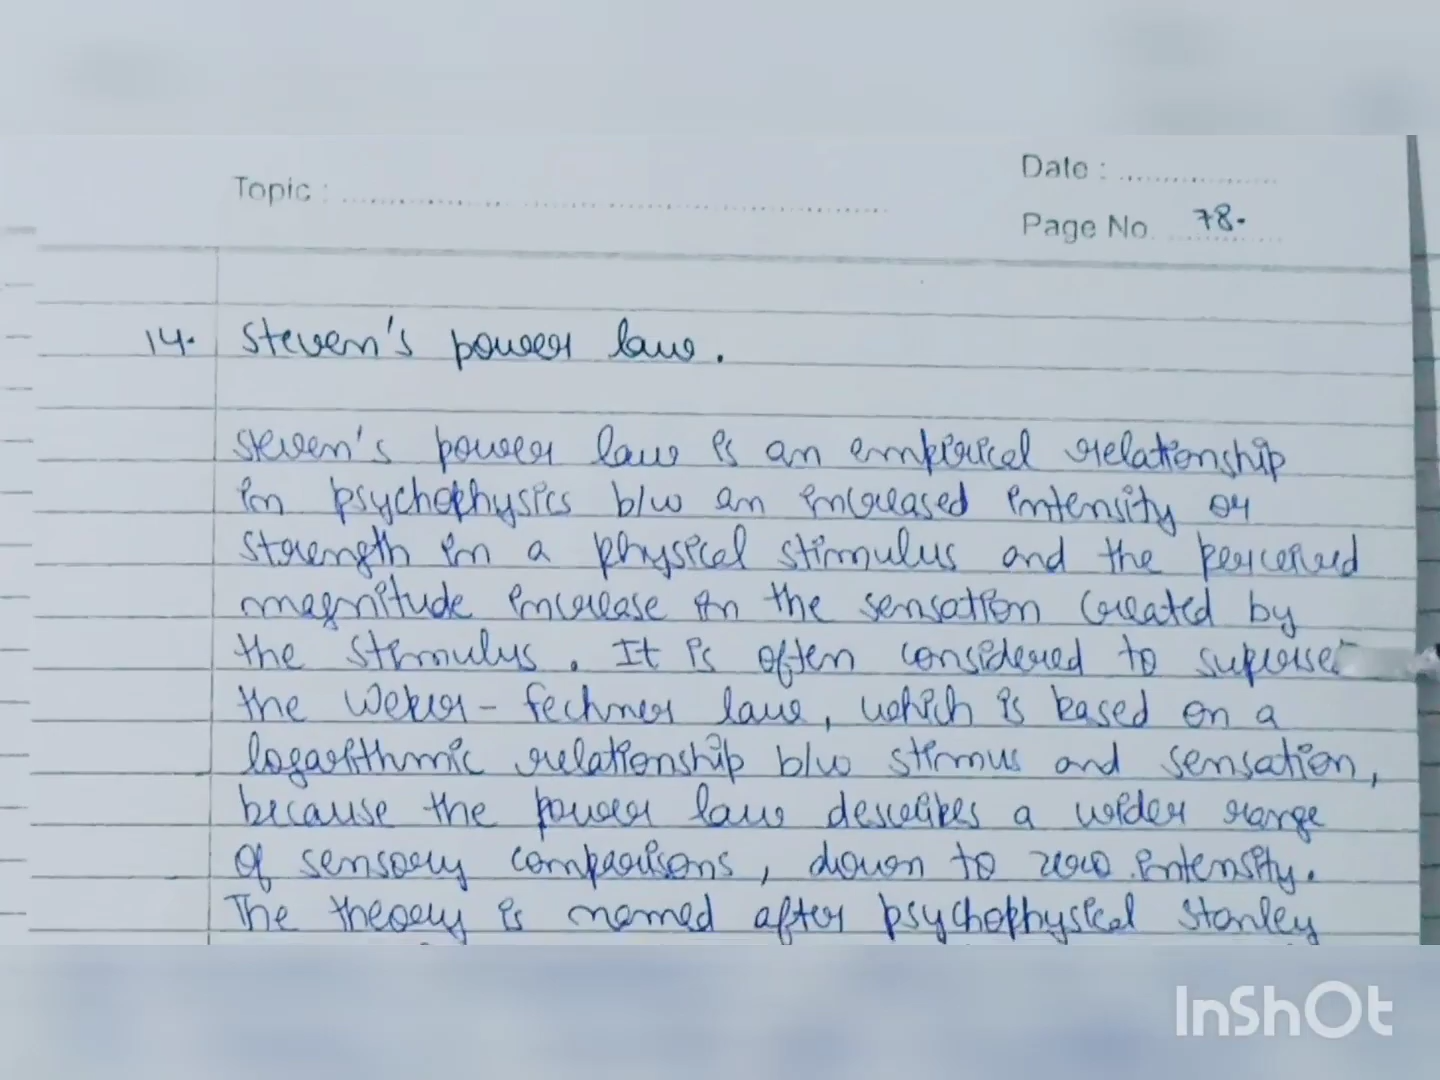 Topic :
Date :
Page No. 78.
14. Steven's power law.
Steven's power law is an empirical relationship
in psychophysics b/w an increased intensity or
strength in a physical stimulus and the perceived
magnitude increase in the sensation created by
the stimulus. It is often considered to superse
the Weber-Fechner law, which is based on a
logarithmic relationship b/w stimus and sensation,
because the power law describes a wider range
of sensory comparisons, down to zero intensity.
The theory is named after psychophysical Stanley
InShOt